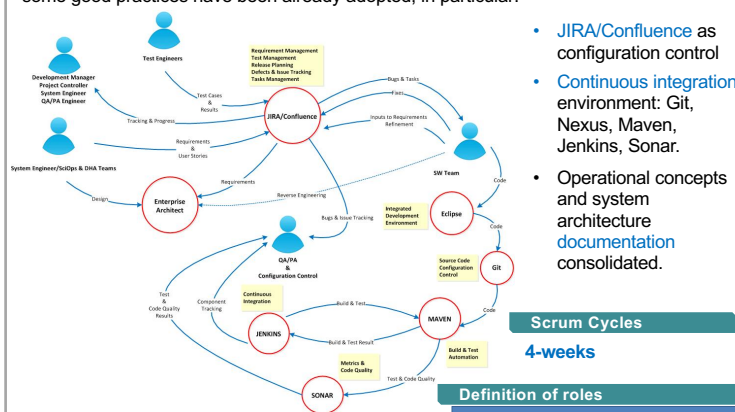 some good practices have been already adopted, in particular:
Test Engineers
Requirement Management
Test Management
Release Planning
Defects & Issue Tracking
Tasks Management
Development Manager
Project Controller
System Engineer
QA/PA Engineer
Test Cases
&
Results
Bugs & Tasks
Fixes
JIRA/Confluence
Tracking & Progress
Inputs to Requirements
Refinement
Requirements
&
User Stories
System Engineer/SciOps & DHA Teams
SW Team
Requirements
Code
Reverse Engineering
Design
Enterprise
Architect
Integrated
Development
Environment
Eclipse
Bugs & Issue Tracking
Code
QA/PA
&
Configuration Control
Source Code
Configuration
Control
Git
Test
&
Code Quality
Results
Component
Tracking
Continuous
Integration
Build & Test
Code
JENKINS
MAVEN
Build & Test Result
Build & Test
Automation
Metrics &
Code Quality
Test & Code Quality
SONAR
• JIRA/Confluence as
configuration control
• Continuous integration
environment: Git,
Nexus, Maven,
Jenkins, Sonar.
• Operational concepts
and system
architecture
documentation
consolidated.
Scrum Cycles
4-weeks
Definition of roles